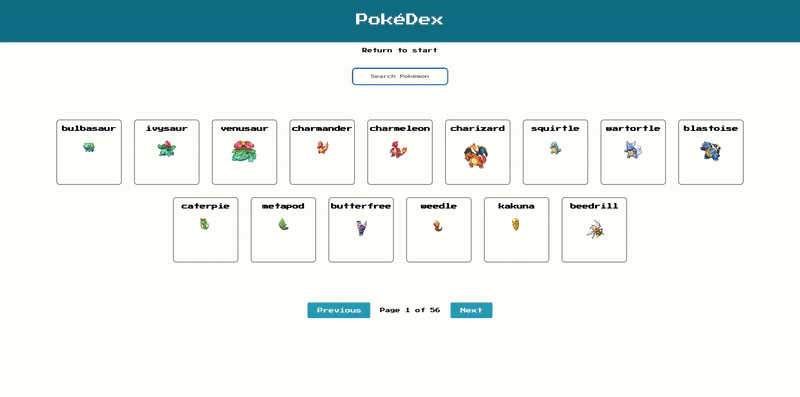 PokéDex
Return to start
Search Pokémon
bulbasaur ivysaur venusaur charmander charmeleon charizard squirtle wartortle blastoise
caterpie metapod butterfree weedle kakuna beedrill
Previous Page 1 of 56 Next